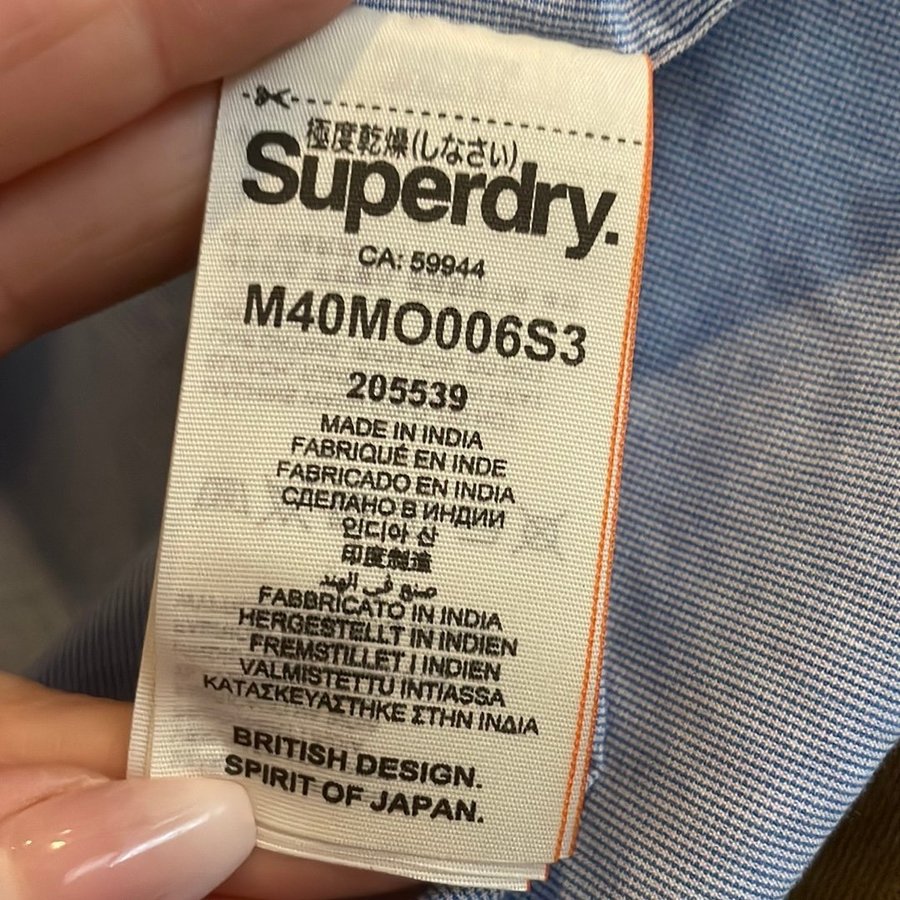 極度乾燥(しなさい)
Superdry.
CA: 59944
M40MO006S3
205539
MADE IN INDIA
FABRIQUÉ EN INDE
FABRICADO EN INDIA
СДЕЛАНО В ИНДИИ
인디아 산
印度製造
صنع في الهند
FABBRICATO IN INDIA
HERGESTELLT IN INDIEN
FREMSTILLET I INDIEN
VALMISTETTU INTIASSA
ΚΑΤΑΣΚΕΥΑΣΤΗΚΕ ΣΤΗΝ ΙΝΔΙΑ
BRITISH DESIGN.
SPIRIT OF JAPAN.